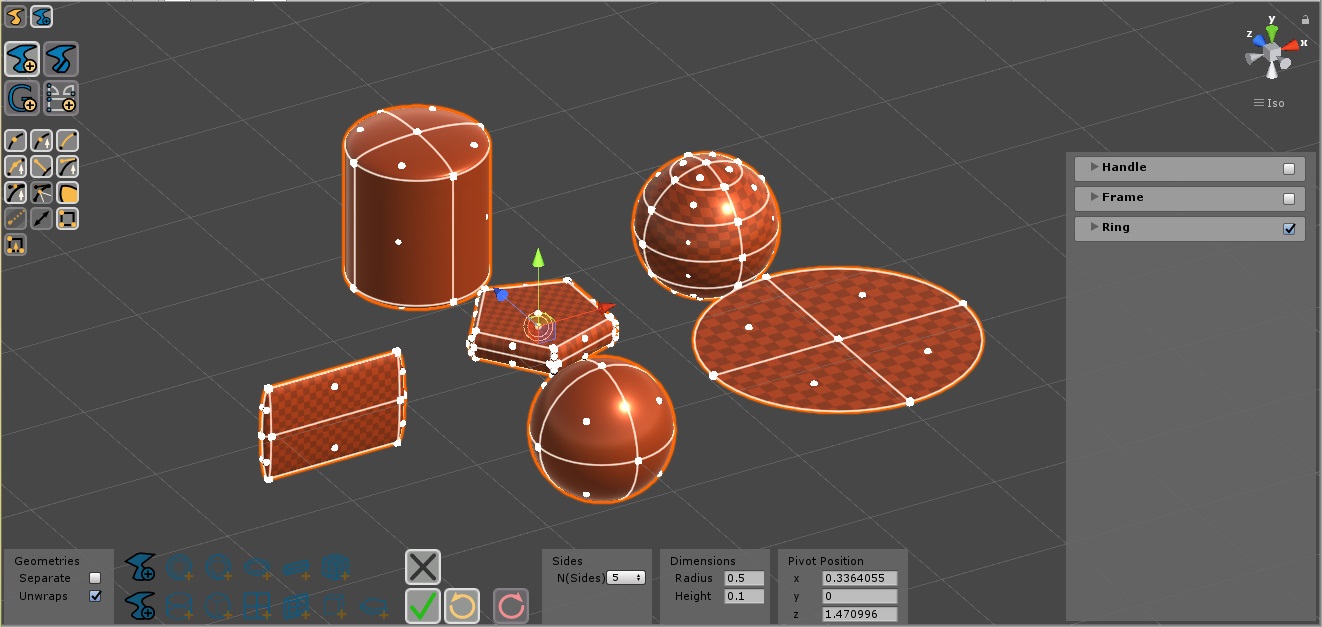 y
z
x
Iso
Handle
Frame
Ring
Geometries
Separate
Unwraps
Sides
N(Sides) 5
Dimensions
Radius 0.5
Height 0.1
Pivot Position
x 0.3364055
y 0
z 1.470996